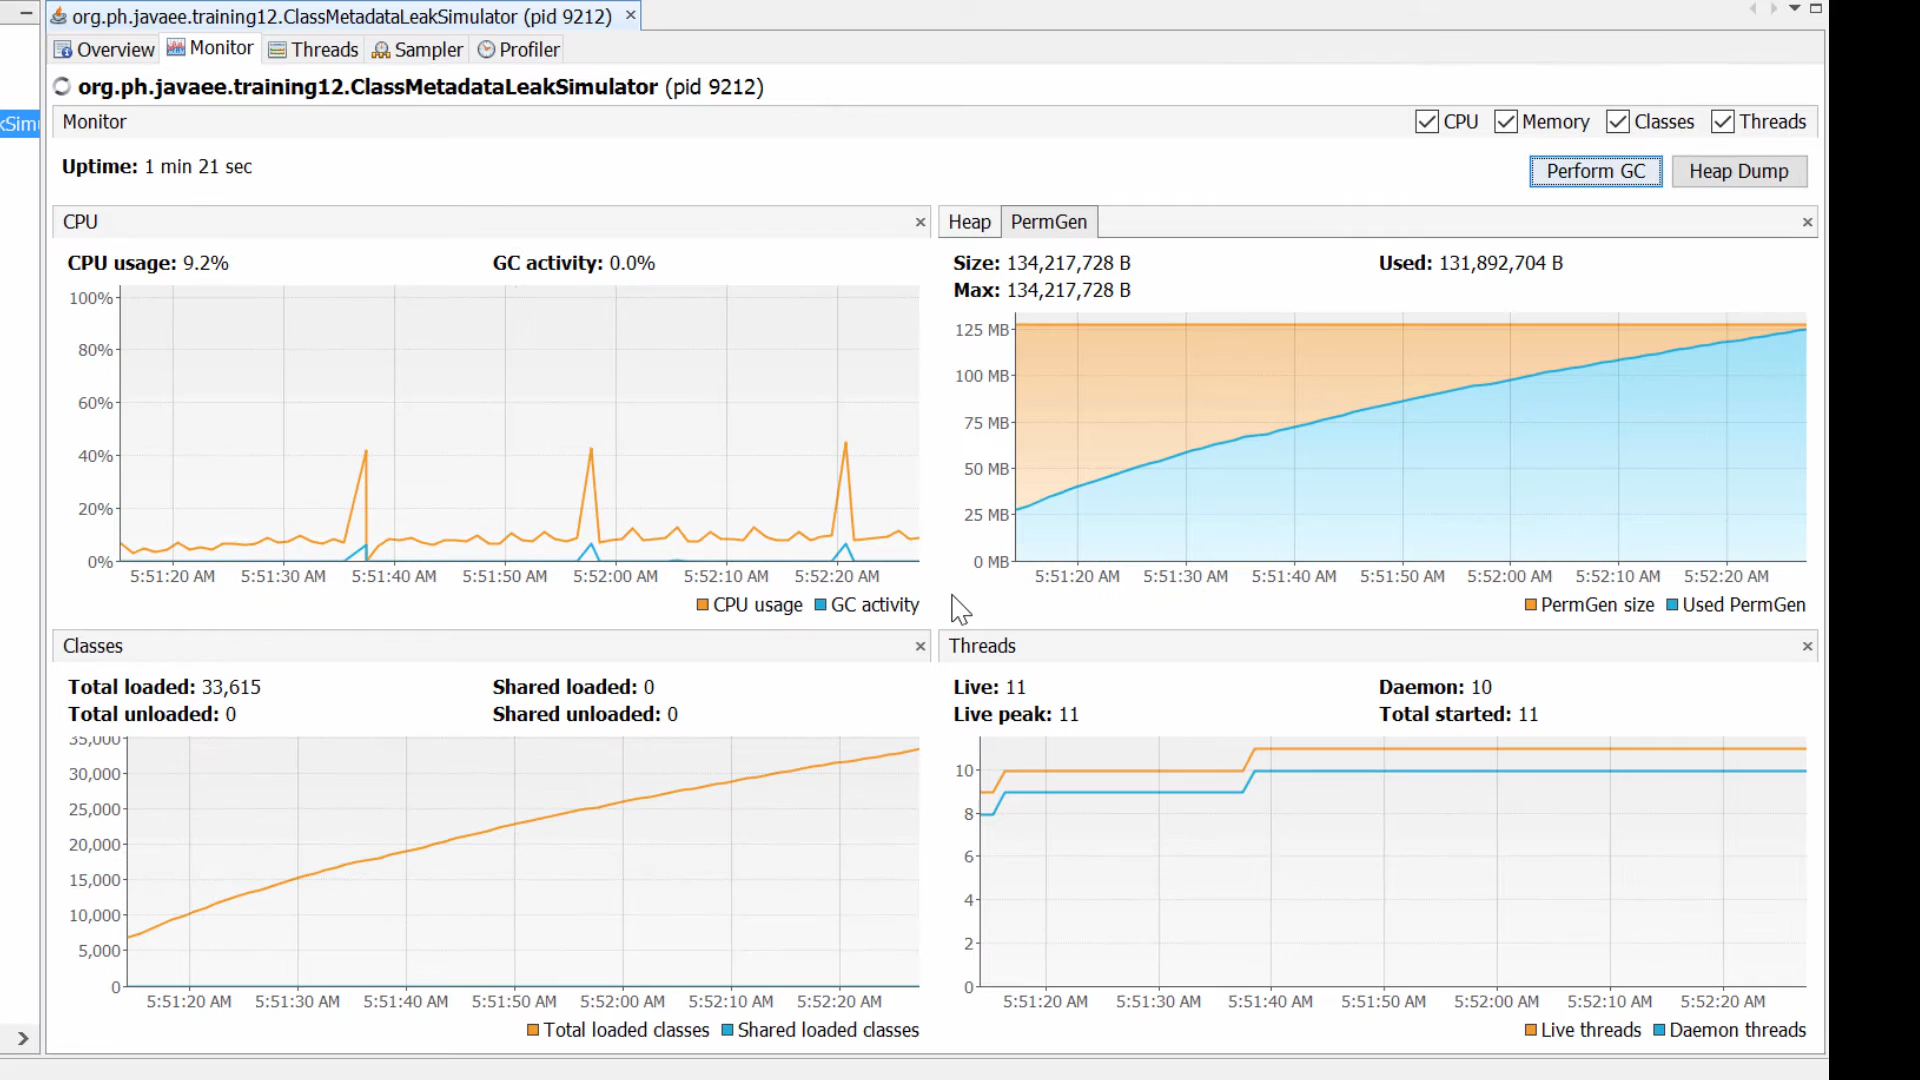 org.ph.javaee.training12.ClassMetadataLeakSimulator (pid 9212)
Overview Monitor Threads Sampler Profiler
org.ph.javaee.training12.ClassMetadataLeakSimulator (pid 9212)
kSimu
Monitor CPU Memory Classes Threads
Uptime: 1 min 21 sec
Perform GC Heap Dump
CPU
CPU usage: 9.2% GC activity: 0.0%
100%
80%
60%
40%
20%
0%
5:51:20 AM 5:51:30 AM 5:51:40 AM 5:51:50 AM 5:52:00 AM 5:52:10 AM 5:52:20 AM
CPU usage GC activity
Heap PermGen
Size: 134,217,728 B Used: 131,892,704 B
Max: 134,217,728 B
125 MB
100 MB
75 MB
50 MB
25 MB
0 MB
5:51:20 AM 5:51:30 AM 5:51:40 AM 5:51:50 AM 5:52:00 AM 5:52:10 AM 5:52:20 AM
PermGen size Used PermGen
Classes
Total loaded: 33,615 Shared loaded: 0
Total unloaded: 0 Shared unloaded: 0
35,000
30,000
25,000
20,000
15,000
10,000
5,000
0
5:51:20 AM 5:51:30 AM 5:51:40 AM 5:51:50 AM 5:52:00 AM 5:52:10 AM 5:52:20 AM
Total loaded classes Shared loaded classes
Threads
Live: 11 Daemon: 10
Live peak: 11 Total started: 11
10
8
6
4
2
0
5:51:20 AM 5:51:30 AM 5:51:40 AM 5:51:50 AM 5:52:00 AM 5:52:10 AM 5:52:20 AM
Live threads Daemon threads